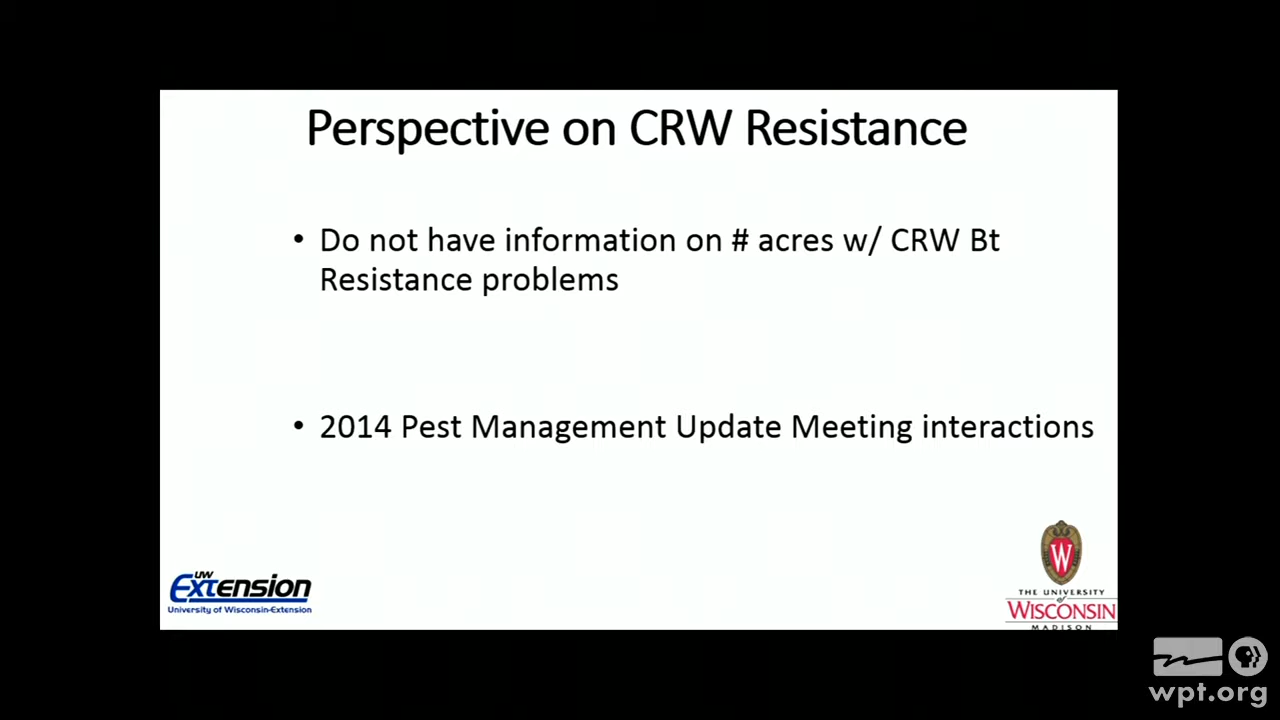 Perspective on CRW Resistance
• Do not have information on # acres w/ CRW Bt
Resistance problems
• 2014 Pest Management Update Meeting interactions
UW
Extension
University of Wisconsin-Extension
W
THE UNIVERSITY
of
WISCONSIN
MADISON
PBS
wpt.org